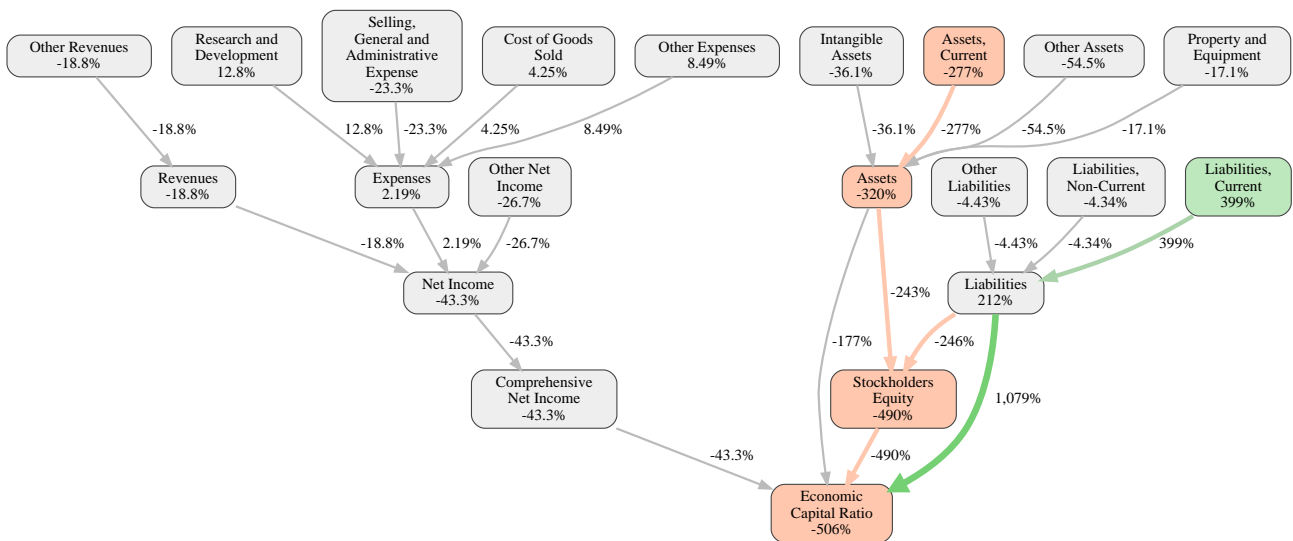 Other Revenues
-18.8%
Research and
Development
12.8%
Selling,
General and
Administrative
Expense
-23.3%
Cost of Goods
Sold
4.25%
Other Expenses
8.49%
Intangible
Assets
-36.1%
Assets,
Current
-277%
Other Assets
-54.5%
Property and
Equipment
-17.1%
-18.8%
12.8%
-23.3%
4.25%
8.49%
-36.1%
-277%
-54.5%
-17.1%
Revenues
-18.8%
Expenses
2.19%
Other Net
Income
-26.7%
Assets
-320%
Other
Liabilities
-4.43%
Liabilities,
Non-Current
-4.34%
Liabilities,
Current
399%
-18.8%
2.19%
-26.7%
-4.43%
-4.34%
399%
Net Income
-43.3%
Liabilities
212%
-243%
-43.3%
-177%
-246%
Comprehensive
Net Income
-43.3%
Stockholders
Equity
-490%
1,079%
-43.3%
-490%
Economic
Capital Ratio
-506%